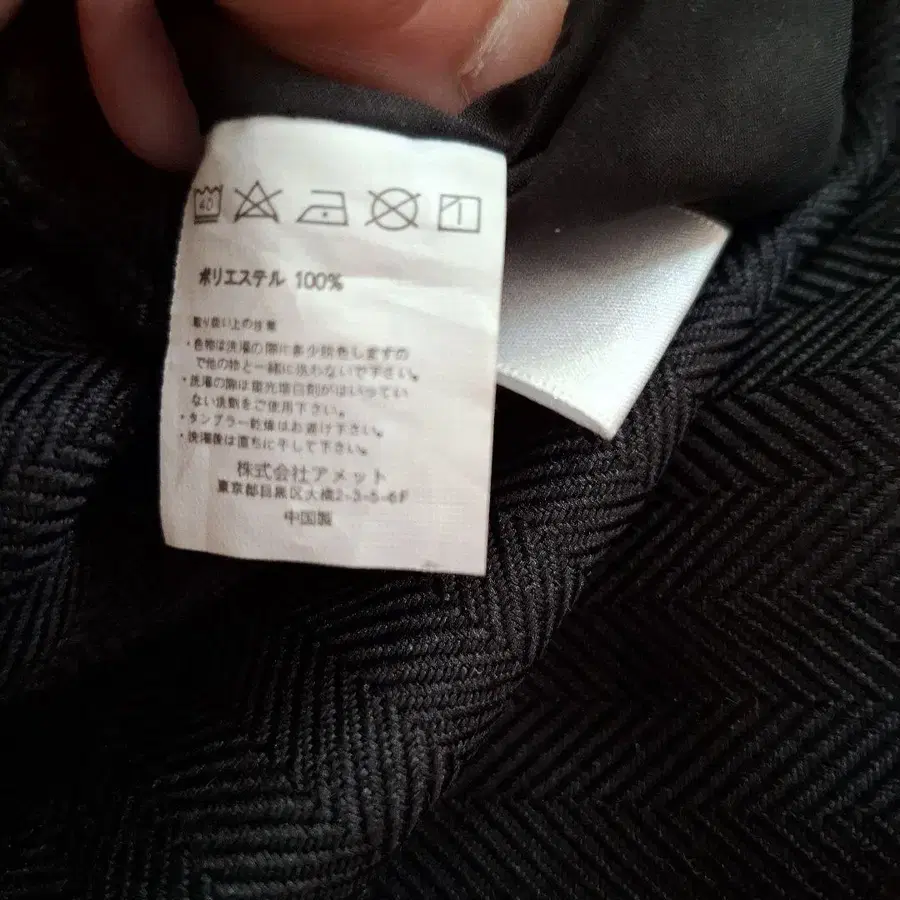 40
ポリエステル 100%
取り扱い上の注意
・色物は洗濯の際に多少脱色しますの
で他の物と一緒に洗わないで下さい。
・洗濯の際は蛍光増白剤がはいってい
ない洗剤をご使用下さい。
・タンブラー乾燥はお避け下さい。
・洗濯後は直ちに干して下さい。
株式会社アメット
東京都目黒区大橋2-3-5-6F
中国製